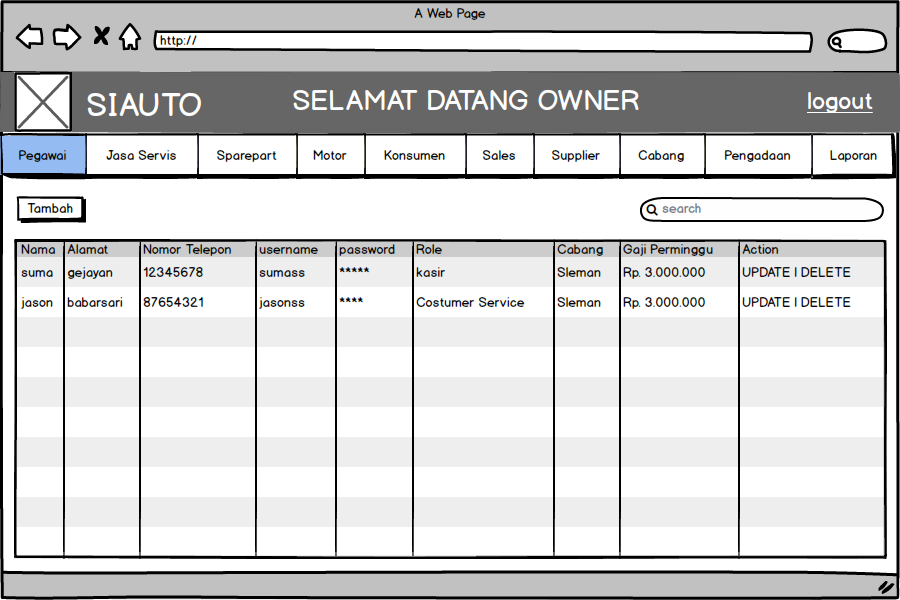 A Web Page
http://
SIAUTO SELAMAT DATANG OWNER logout
Pegawai Jasa Servis Sparepart Motor Konsumen Sales Supplier Cabang Pengadaan Laporan
Tambah search
Nama Alamat Nomor Telepon username password Role Cabang Gaji Perminggu Action
suma gejayan 12345678 sumass ***** kasir Sleman Rp. 3.000.000 UPDATE | DELETE
jason babarsari 87654321 jasonss **** Costumer Service Sleman Rp. 3.000.000 UPDATE | DELETE